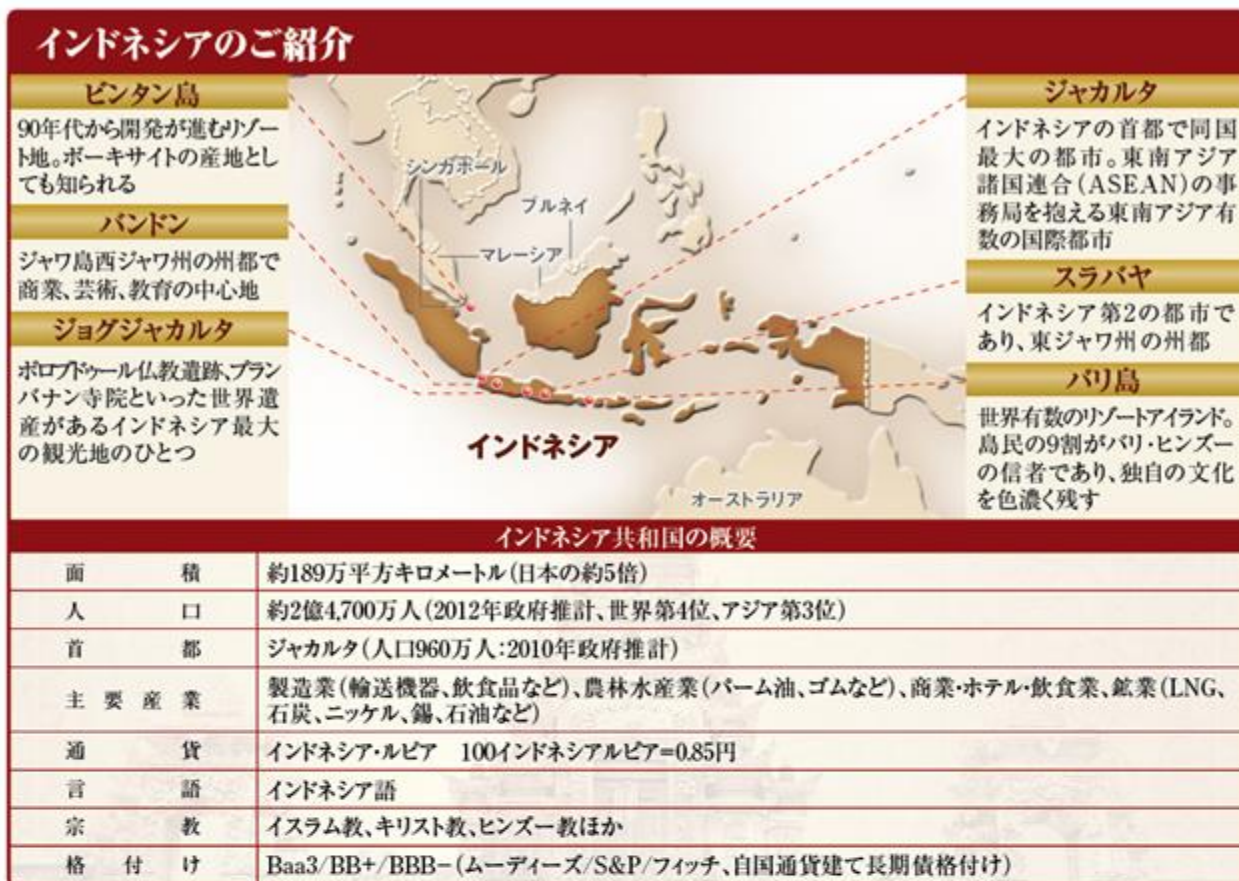 インドネシアのご紹介
ビンタン島
90年代から開発が進むリゾー
ト地。ボーキサイトの産地とし
ても知られる
バンドン
ジャワ島西ジャワ州の州都で
商業、芸術、教育の中心地
ジョグジャカルタ
ボロブドゥール仏教遺跡、プラン
バナン寺院といった世界遺
産があるインドネシア最大
の観光地のひとつ
シンガポール
ブルネイ
マレーシア
インドネシア
オーストラリア
ジャカルタ
インドネシアの首都で同国
最大の都市。東南アジア
諸国連合(ASEAN)の事
務局を抱える東南アジア有
数の国際都市
スラバヤ
インドネシア第2の都市で
あり、東ジャワ州の州都
バリ島
世界有数のリゾートアイランド。
島民の9割がバリ・ヒンズー
の信者であり、独自の文化
を色濃く残す
インドネシア共和国の概要
面積 約189万平方キロメートル(日本の約5倍)
人口 約2億4,700万人(2012年政府推計、世界第4位、アジア第3位)
首都 ジャカルタ(人口960万人:2010年政府推計)
主要産業 製造業(輸送機器、飲食品など)、農林水産業(パーム油、ゴムなど)、商業・ホテル・飲食業、鉱業(LNG、
石炭、ニッケル、錫、石油など)
通貨 インドネシア・ルピア 100インドネシアルピア=0.85円
言語 インドネシア語
宗教 イスラム教、キリスト教、ヒンズー教ほか
格付け Baa3/BB+/BBB−(ムーディーズ/S&P/フィッチ、自国通貨建て長期債格付け)